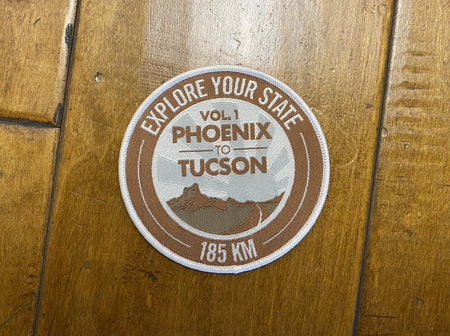 EXPLORE YOUR STATE
VOL. 1
PHOENIX
TO
TUCSON
185 KM